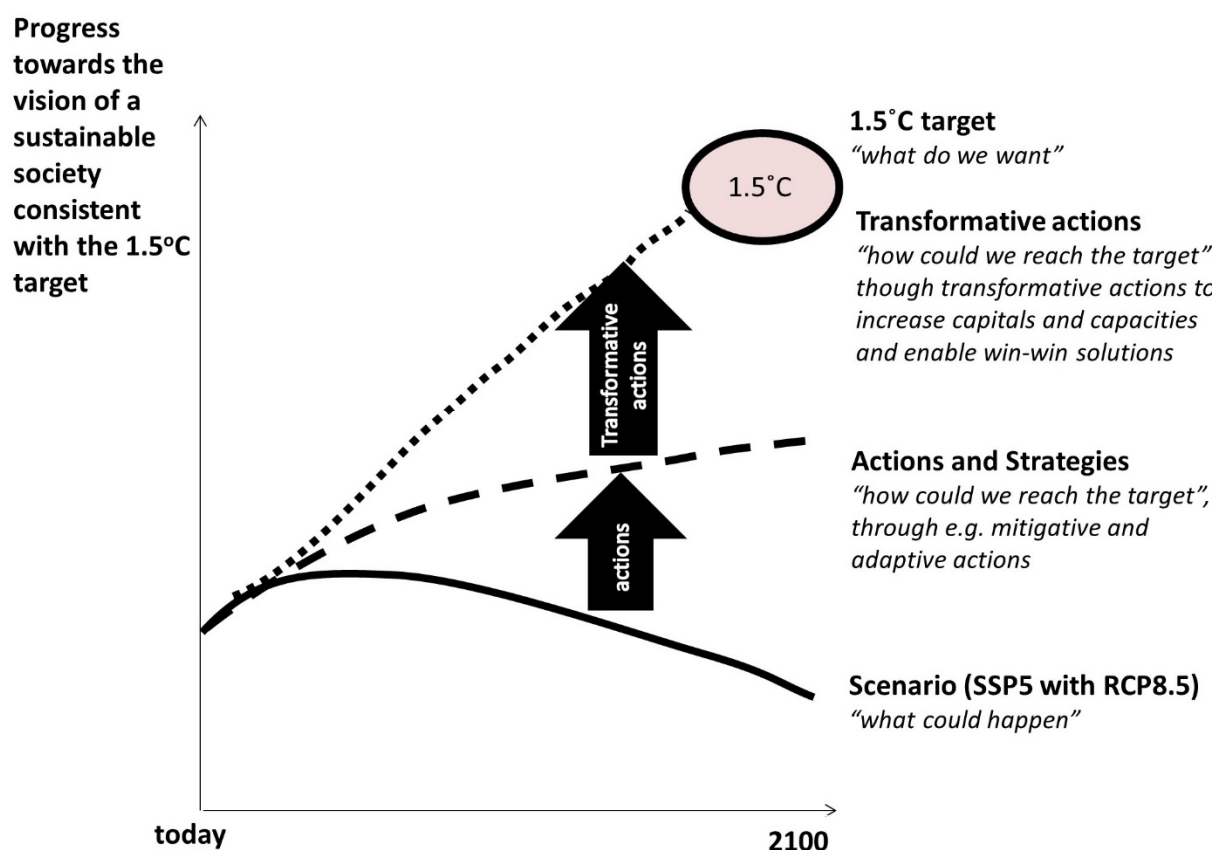 Progress
towards the
vision of a
sustainable
society
consistent
with the 1.5°C
target
1.5˚C target
“what do we want”
1.5˚C
Transformative actions
“how could we reach the target”
though transformative actions to
increase capitals and capacities
and enable win-win solutions
Transformative
actions
Actions and Strategies
“how could we reach the target”,
through e.g. mitigative and
adaptive actions
actions
Scenario (SSP5 with RCP8.5)
“what could happen”
today
2100